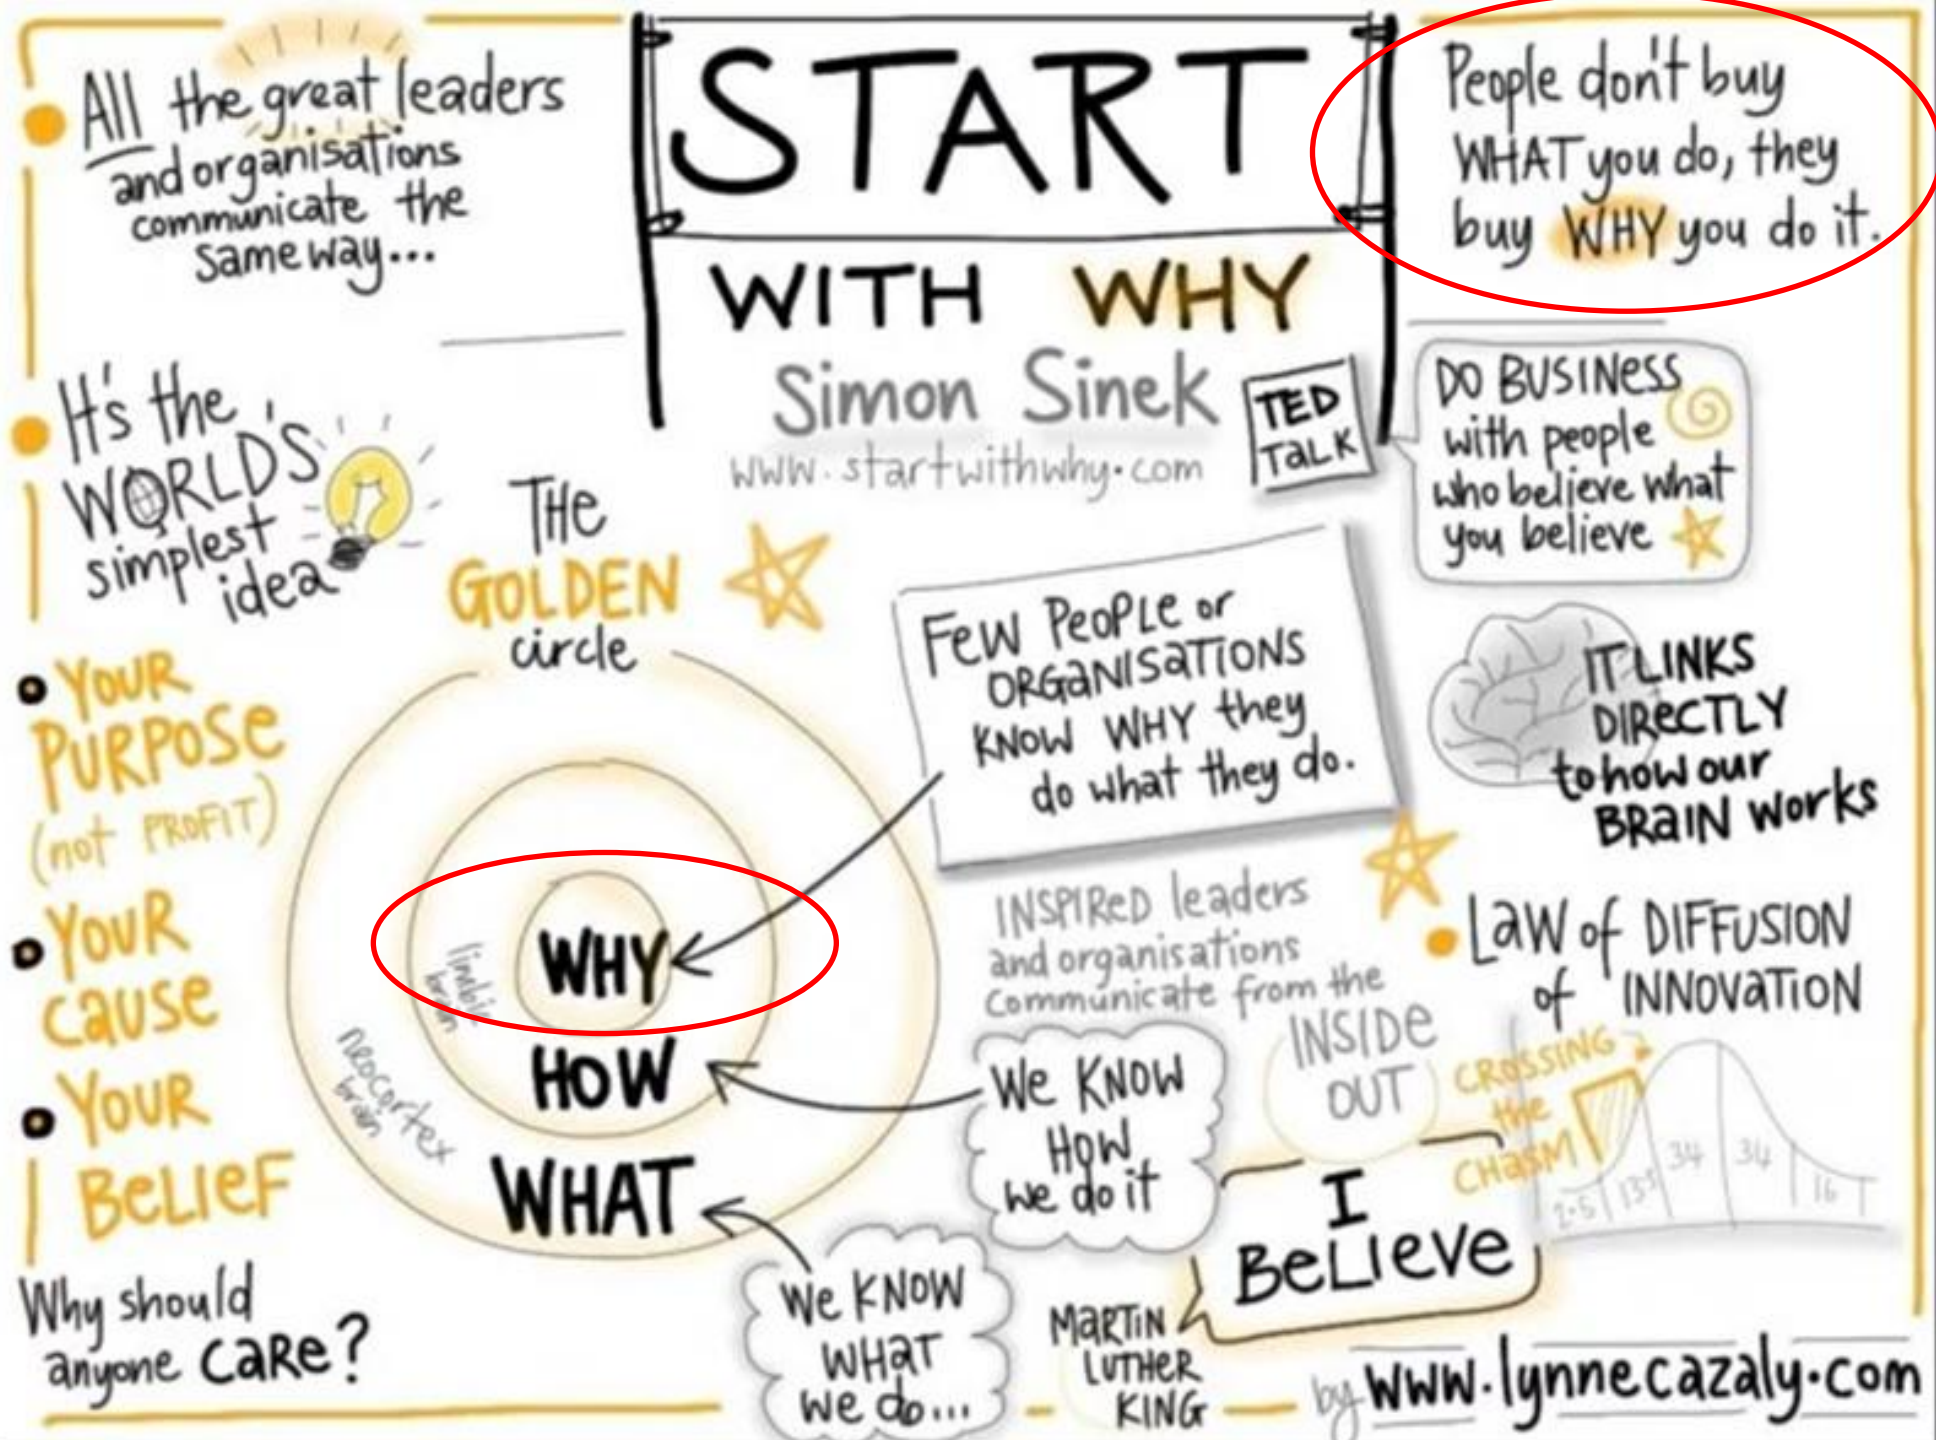 All the great leaders
and organisations
communicate the
same way...
START
WITH WHY
Simon Sinek
www.startwithwhy.com
TED
TaLK
People don't buy
WHAT you do, they
buy WHY you do it.
DO BUSINESS
with people
who believe what
you believe
It's the
WORLD'S
simplest
idea
THE
GOLDEN
circle
FEW PEOPLE or
ORGaNISaTIONS
KNOW WHY they
do what they do.
IT LINKS
DIRECTLY
to how our
BRaIN works
YOUR
PURPOSE
(not PROFIT)
YOUR
CaUSE
YOUR
BELIEF
Why should
anyone CaRe?
WHY
limbic
brain
HOW
neocortex
brain
WHAT
INSPIReD leaders
and organisations
communicate from the
INSIDe
OUT
We KNOW
HOW
we do it
We KNOW
WHaT
we do...
LaW of DIFFUSION
of INNOVaTION
CROSSING
the
CHaSM
2.5
13.5
34
34
16
I
BeLIeve
MaRTIN
LUTHER
KING
by www.lynnecazaly.com